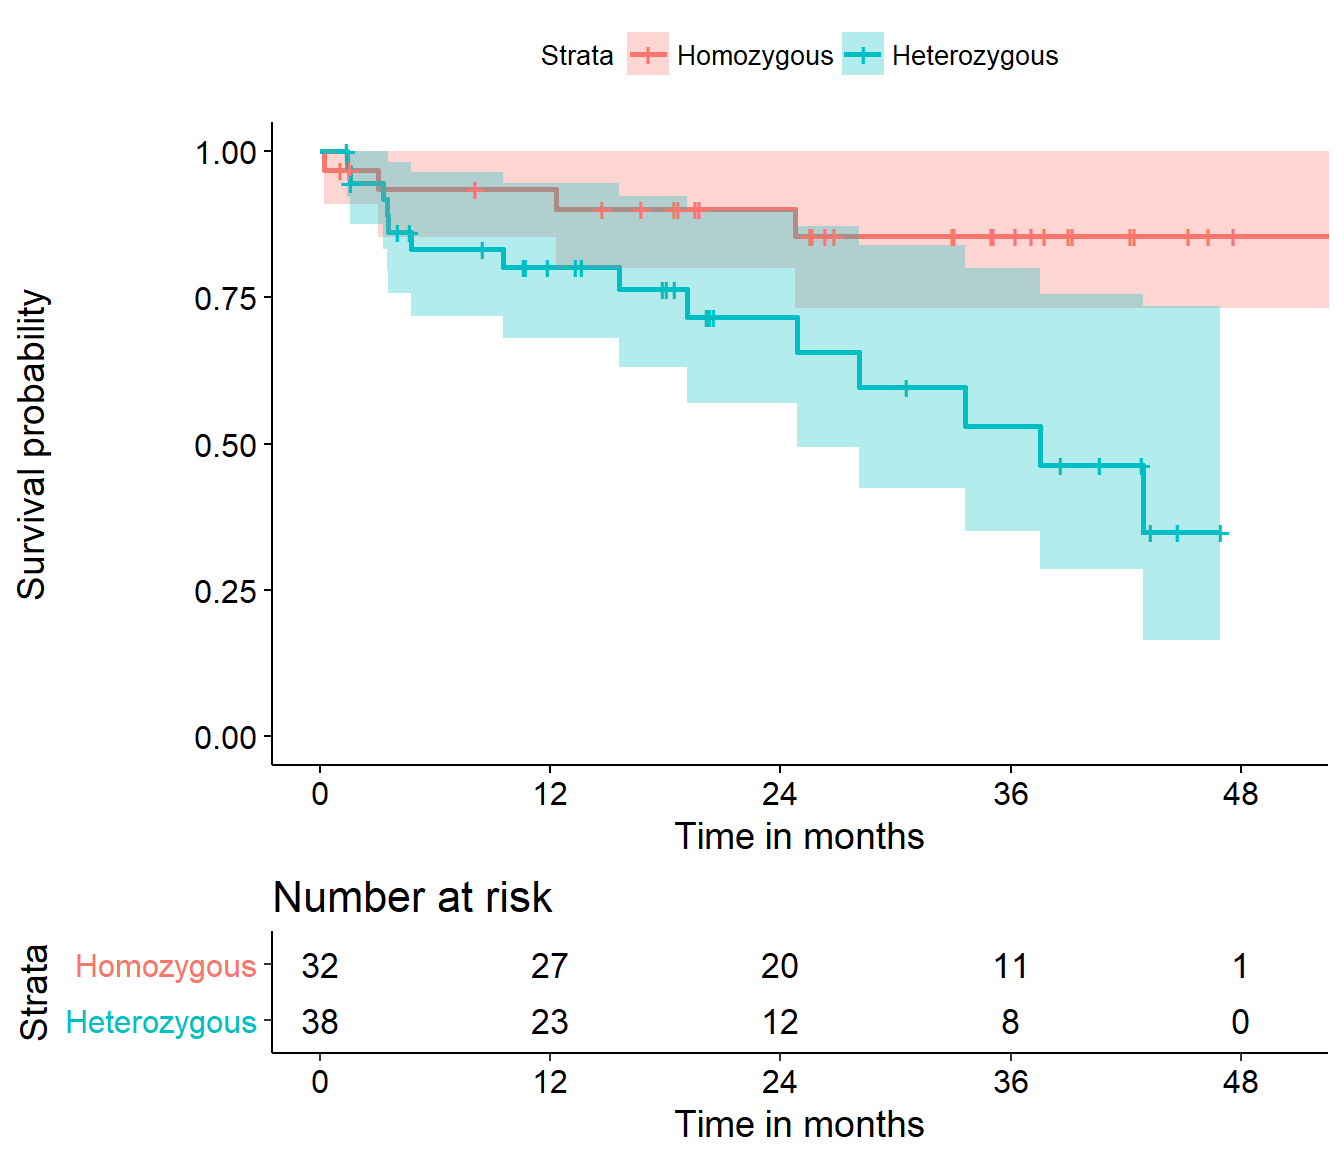 Strata Homozygous Heterozygous
Survival probability
1.00
0.75
0.50
0.25
0.00
0 12 24 36 48
Time in months
Number at risk
Strata
Homozygous 32 27 20 11 1
Heterozygous 38 23 12 8 0
0 12 24 36 48
Time in months